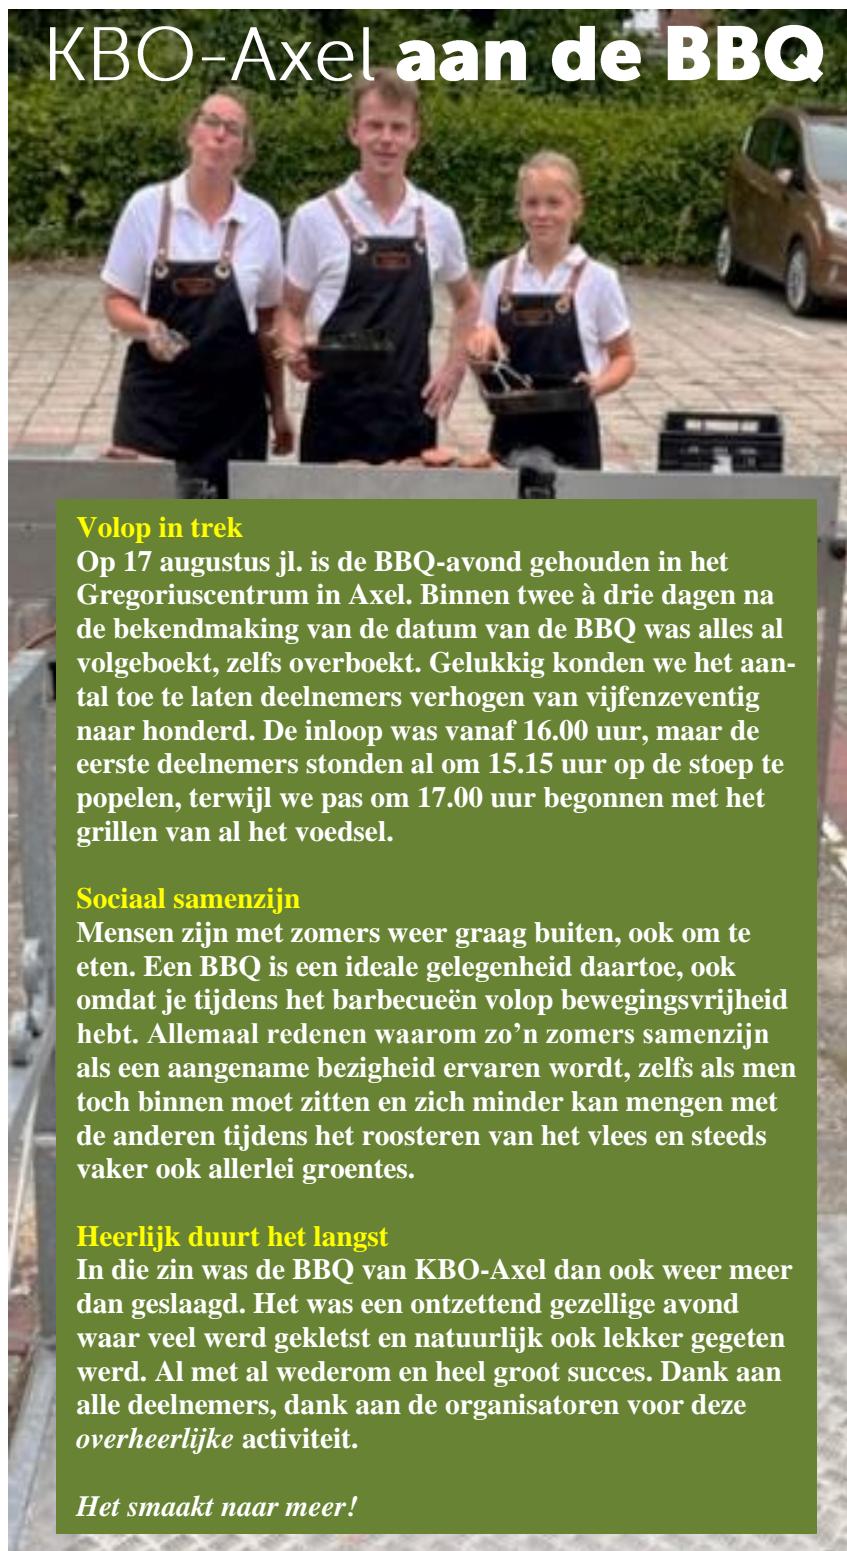 KBO-Axel aan de BBQ
Volop in trek
Op 17 augustus jl. is de BBQ-avond gehouden in het
Gregoriuscentrum in Axel. Binnen twee à drie dagen na
de bekendmaking van de datum van de BBQ was alles al
volgeboekt, zelfs overboekt. Gelukkig konden we het aan-
tal toe te laten deelnemers verhogen van vijfenzeventig
naar honderd. De inloop was vanaf 16.00 uur, maar de
eerste deelnemers stonden al om 15.15 uur op de stoep te
popelen, terwijl we pas om 17.00 uur begonnen met het
grillen van al het voedsel.
Sociaal samenzijn
Mensen zijn met zomers weer graag buiten, ook om te
eten. Een BBQ is een ideale gelegenheid daartoe, ook
omdat je tijdens het barbecueën volop bewegingsvrijheid
hebt. Allemaal redenen waarom zo’n zomers samenzijn
als een aangename bezigheid ervaren wordt, zelfs als men
toch binnen moet zitten en zich minder kan mengen met
de anderen tijdens het roosteren van het vlees en steeds
vaker ook allerlei groentes.
Heerlijk duurt het langst
In die zin was de BBQ van KBO-Axel dan ook weer meer
dan geslaagd. Het was een ontzettend gezellige avond
waar veel werd gekletst en natuurlijk ook lekker gegeten
werd. Al met al wederom en heel groot succes. Dank aan
alle deelnemers, dank aan de organisatoren voor deze
overheerlijke activiteit.
Het smaakt naar meer!